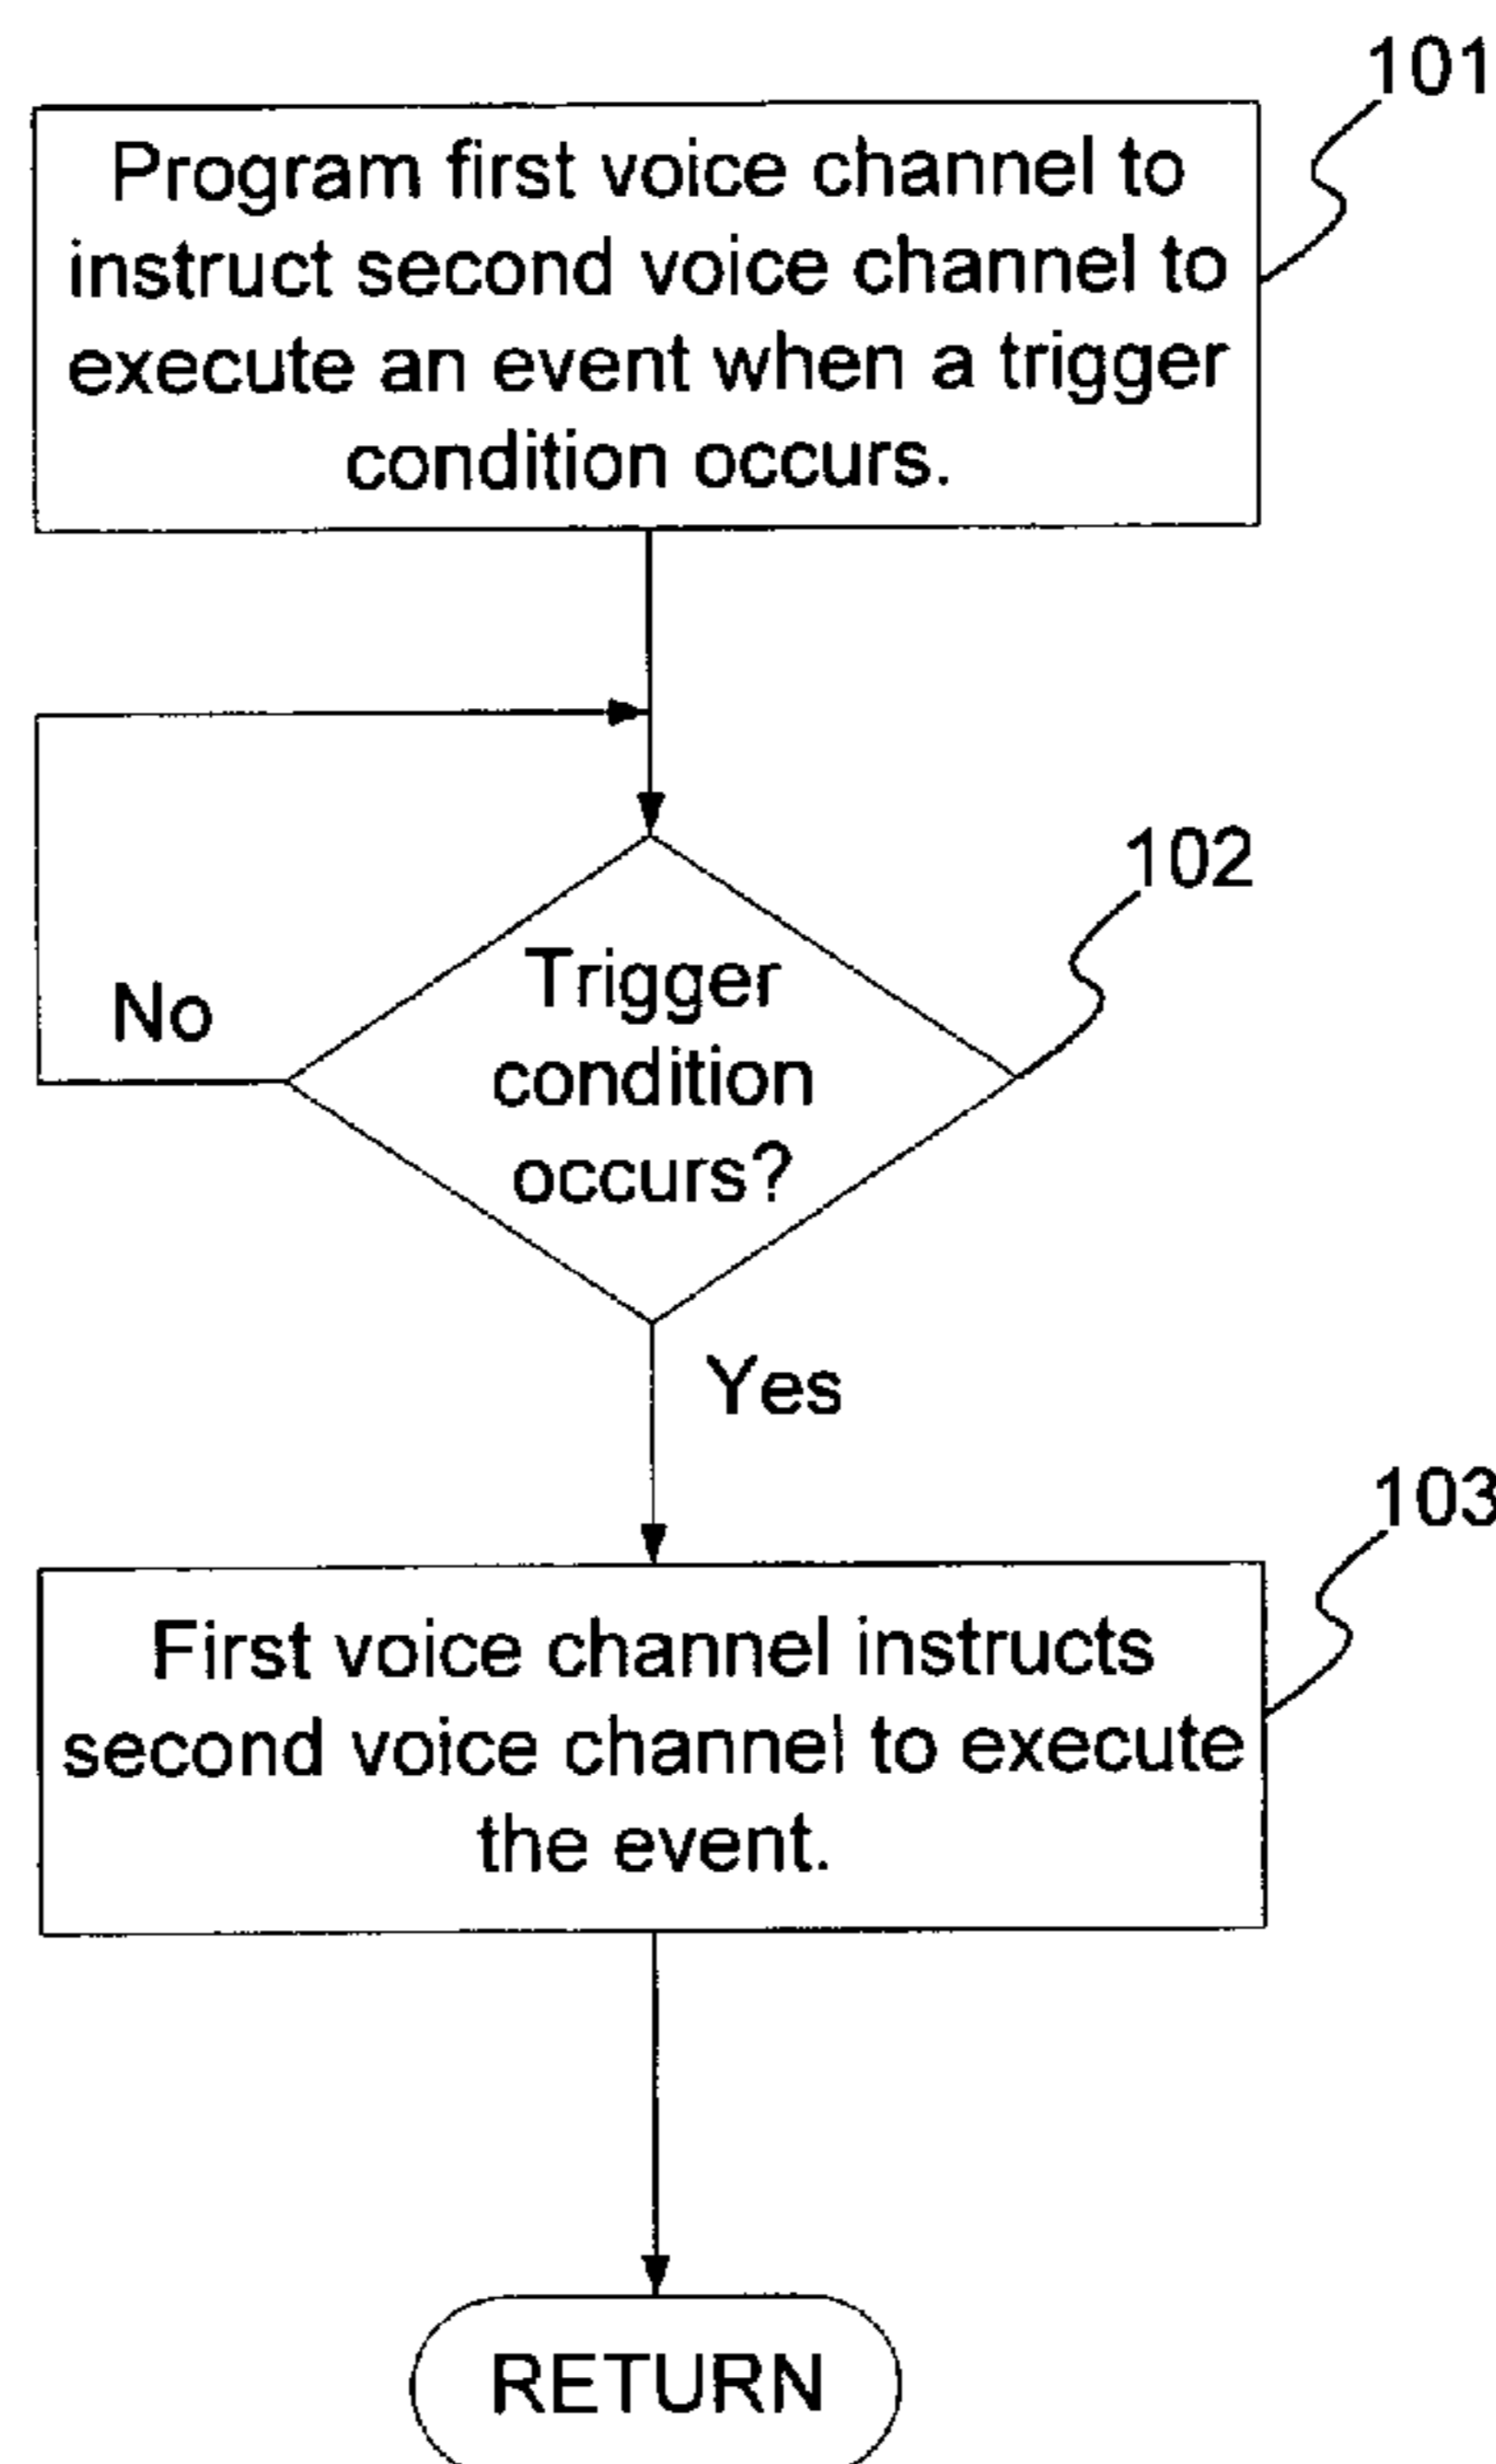 101
Program first voice channel to
instruct second voice channel to
execute an event when a trigger
condition occurs.
102
No
Trigger
condition
occurs?
Yes
103
First voice channel instructs
second voice channel to execute
the event.
RETURN